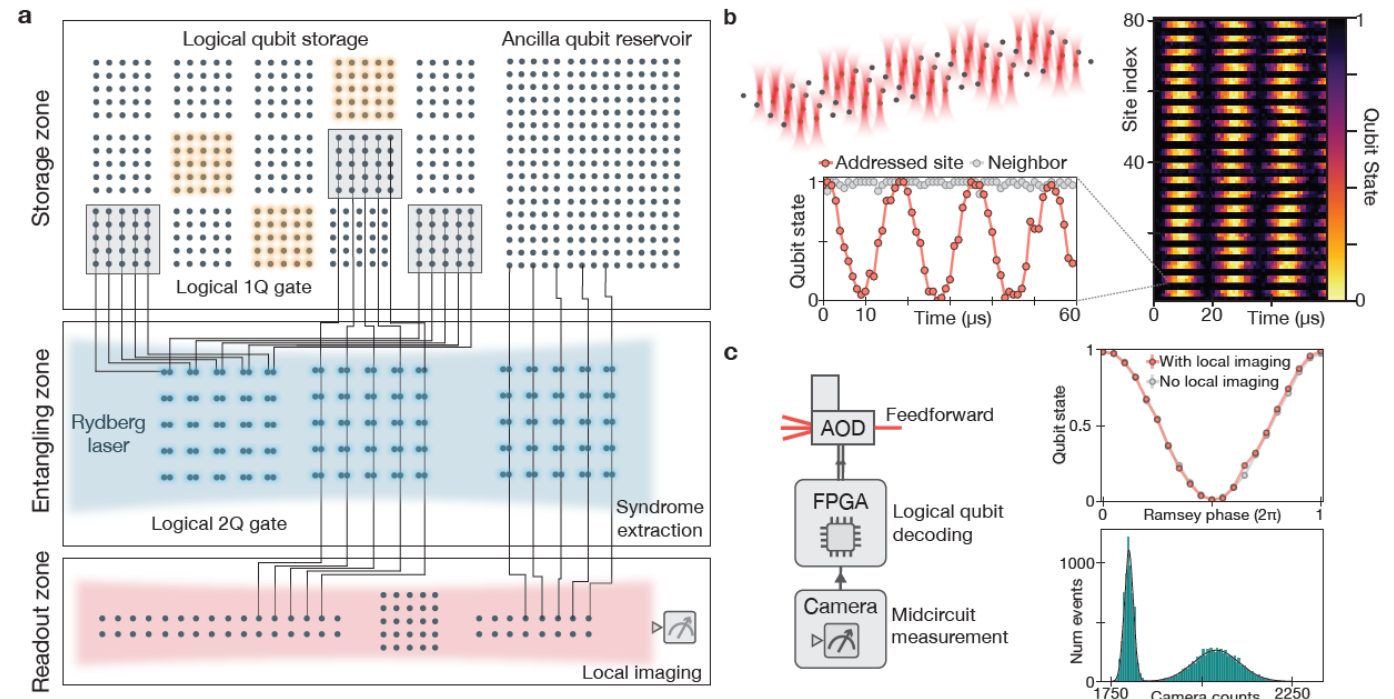 a
Storage zone
Logical qubit storage
Ancilla qubit reservoir
Logical 1Q gate
Entangling zone
Rydberg
laser
Logical 2Q gate
Syndrome
extraction
Readout zone
Local imaging
b
Addressed site
Neighbor
Qubit state
1
0
0
10
Time (µs)
60
Site index
80
40
0
20
Time (µs)
1
0
Qubit State
c
AOD
Feedforward
FPGA
Logical qubit
decoding
Camera
Midcircuit
measurement
With local imaging
No local imaging
Qubit state
1
0.5
0
0
Ramsey phase (2π)
1
Num events
1000
0
1750
Camera counts
2250